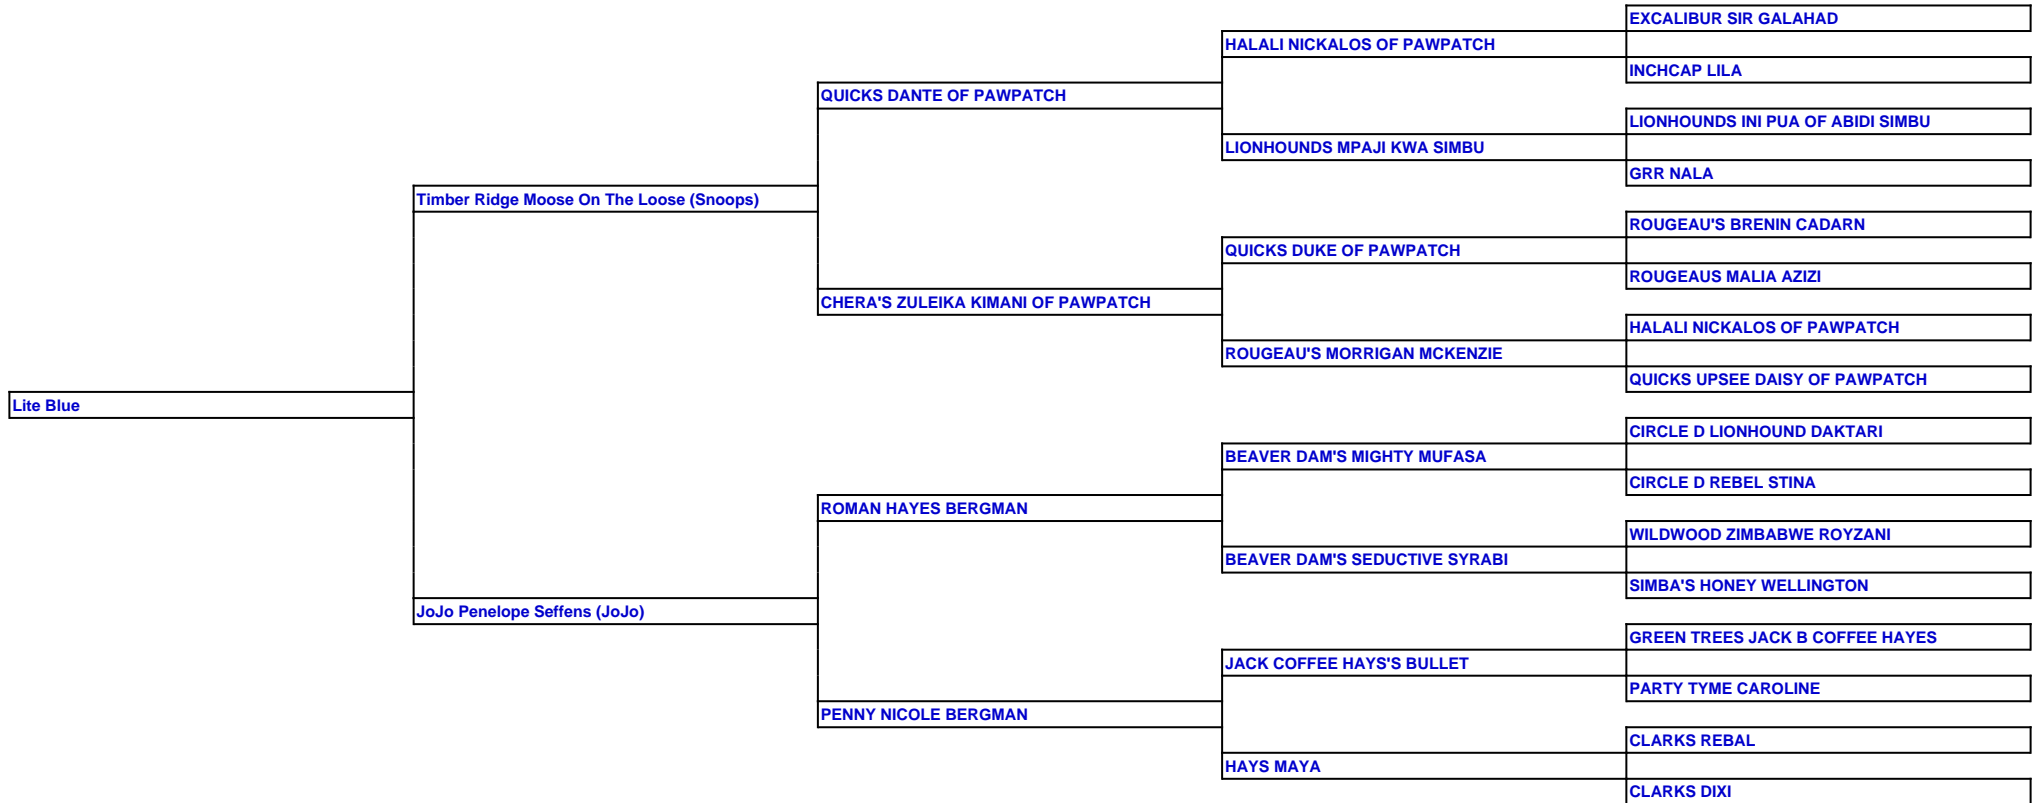 EXCALIBUR SIR GALAHAD
HALALI NICKALOS OF PAWPATCH
INCHCAP LILA
QUICKS DANTE OF PAWPATCH
LIONHOUNDS INI PUA OF ABIDI SIMBU
LIONHOUNDS MPAJI KWA SIMBU
GRR NALA
Timber Ridge Moose On The Loose (Snoops)
ROUGEAU'S BRENIN CADARN
QUICKS DUKE OF PAWPATCH
ROUGEAUS MALIA AZIZI
CHERA'S ZULEIKA KIMANI OF PAWPATCH
HALALI NICKALOS OF PAWPATCH
ROUGEAU'S MORRIGAN MCKENZIE
QUICKS UPSEE DAISY OF PAWPATCH
Lite Blue
CIRCLE D LIONHOUND DAKTARI
BEAVER DAM'S MIGHTY MUFASA
CIRCLE D REBEL STINA
ROMAN HAYES BERGMAN
WILDWOOD ZIMBABWE ROYZANI
BEAVER DAM'S SEDUCTIVE SYRABI
SIMBA'S HONEY WELLINGTON
JoJo Penelope Seffens (JoJo)
GREEN TREES JACK B COFFEE HAYES
JACK COFFEE HAYS'S BULLET
PARTY TYME CAROLINE
PENNY NICOLE BERGMAN
CLARKS REBAL
HAYS MAYA
CLARKS DIXI